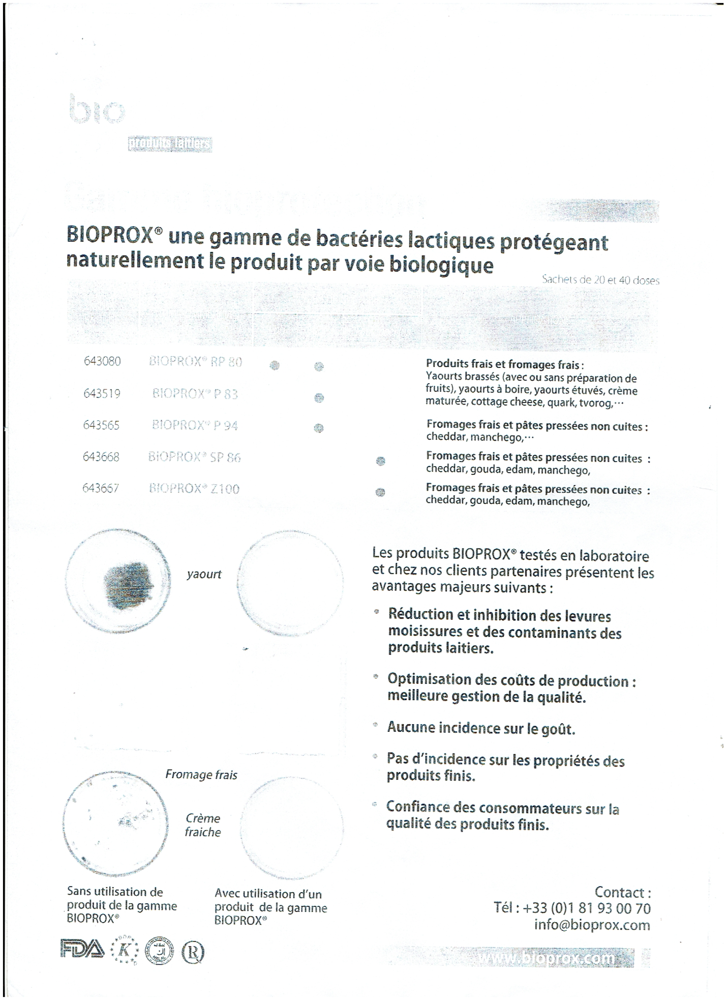 bio
produits laitiers
BIOPROX® une gamme de bactéries lactiques protégeant
naturellement le produit par voie biologique
Sachets de 20 et 40 doses
APPLICATION
643080 BIOPROX® RP 80
Produits frais et fromages frais :
Yaourts brassés (avec ou sans préparation de
fruits), yaourts à boire, yaourts étuvés, crème
maturée, cottage cheese, quark, tvorog,...
643519 BIOPROX® P 83
643565 BIOPROX® P 94
Fromages frais et pâtes pressées non cuites :
cheddar, manchego,...
643668 BIOPROX® SP 86
Fromages frais et pâtes pressées non cuites :
cheddar, gouda, edam, manchego,
643667 BIOPROX® Z100
Fromages frais et pâtes pressées non cuites :
cheddar, gouda, edam, manchego,
yaourt
Fromage frais
Crème
fraiche
Sans utilisation de
produit de la gamme
BIOPROX®
Avec utilisation d'un
produit de la gamme
BIOPROX®
Les produits BIOPROX® testés en laboratoire
et chez nos clients partenaires présentent les
avantages majeurs suivants :
• Réduction et inhibition des levures
moisissures et des contaminants des
produits laitiers.
• Optimisation des coûts de production :
meilleure gestion de la qualité.
• Aucune incidence sur le goût.
• Pas d'incidence sur les propriétés des
produits finis.
• Confiance des consommateurs sur la
qualité des produits finis.
Contact :
Tél : +33 (0)1 81 93 00 70
info@bioprox.com
FDA
K
HALAL
R
www.bioprox.com